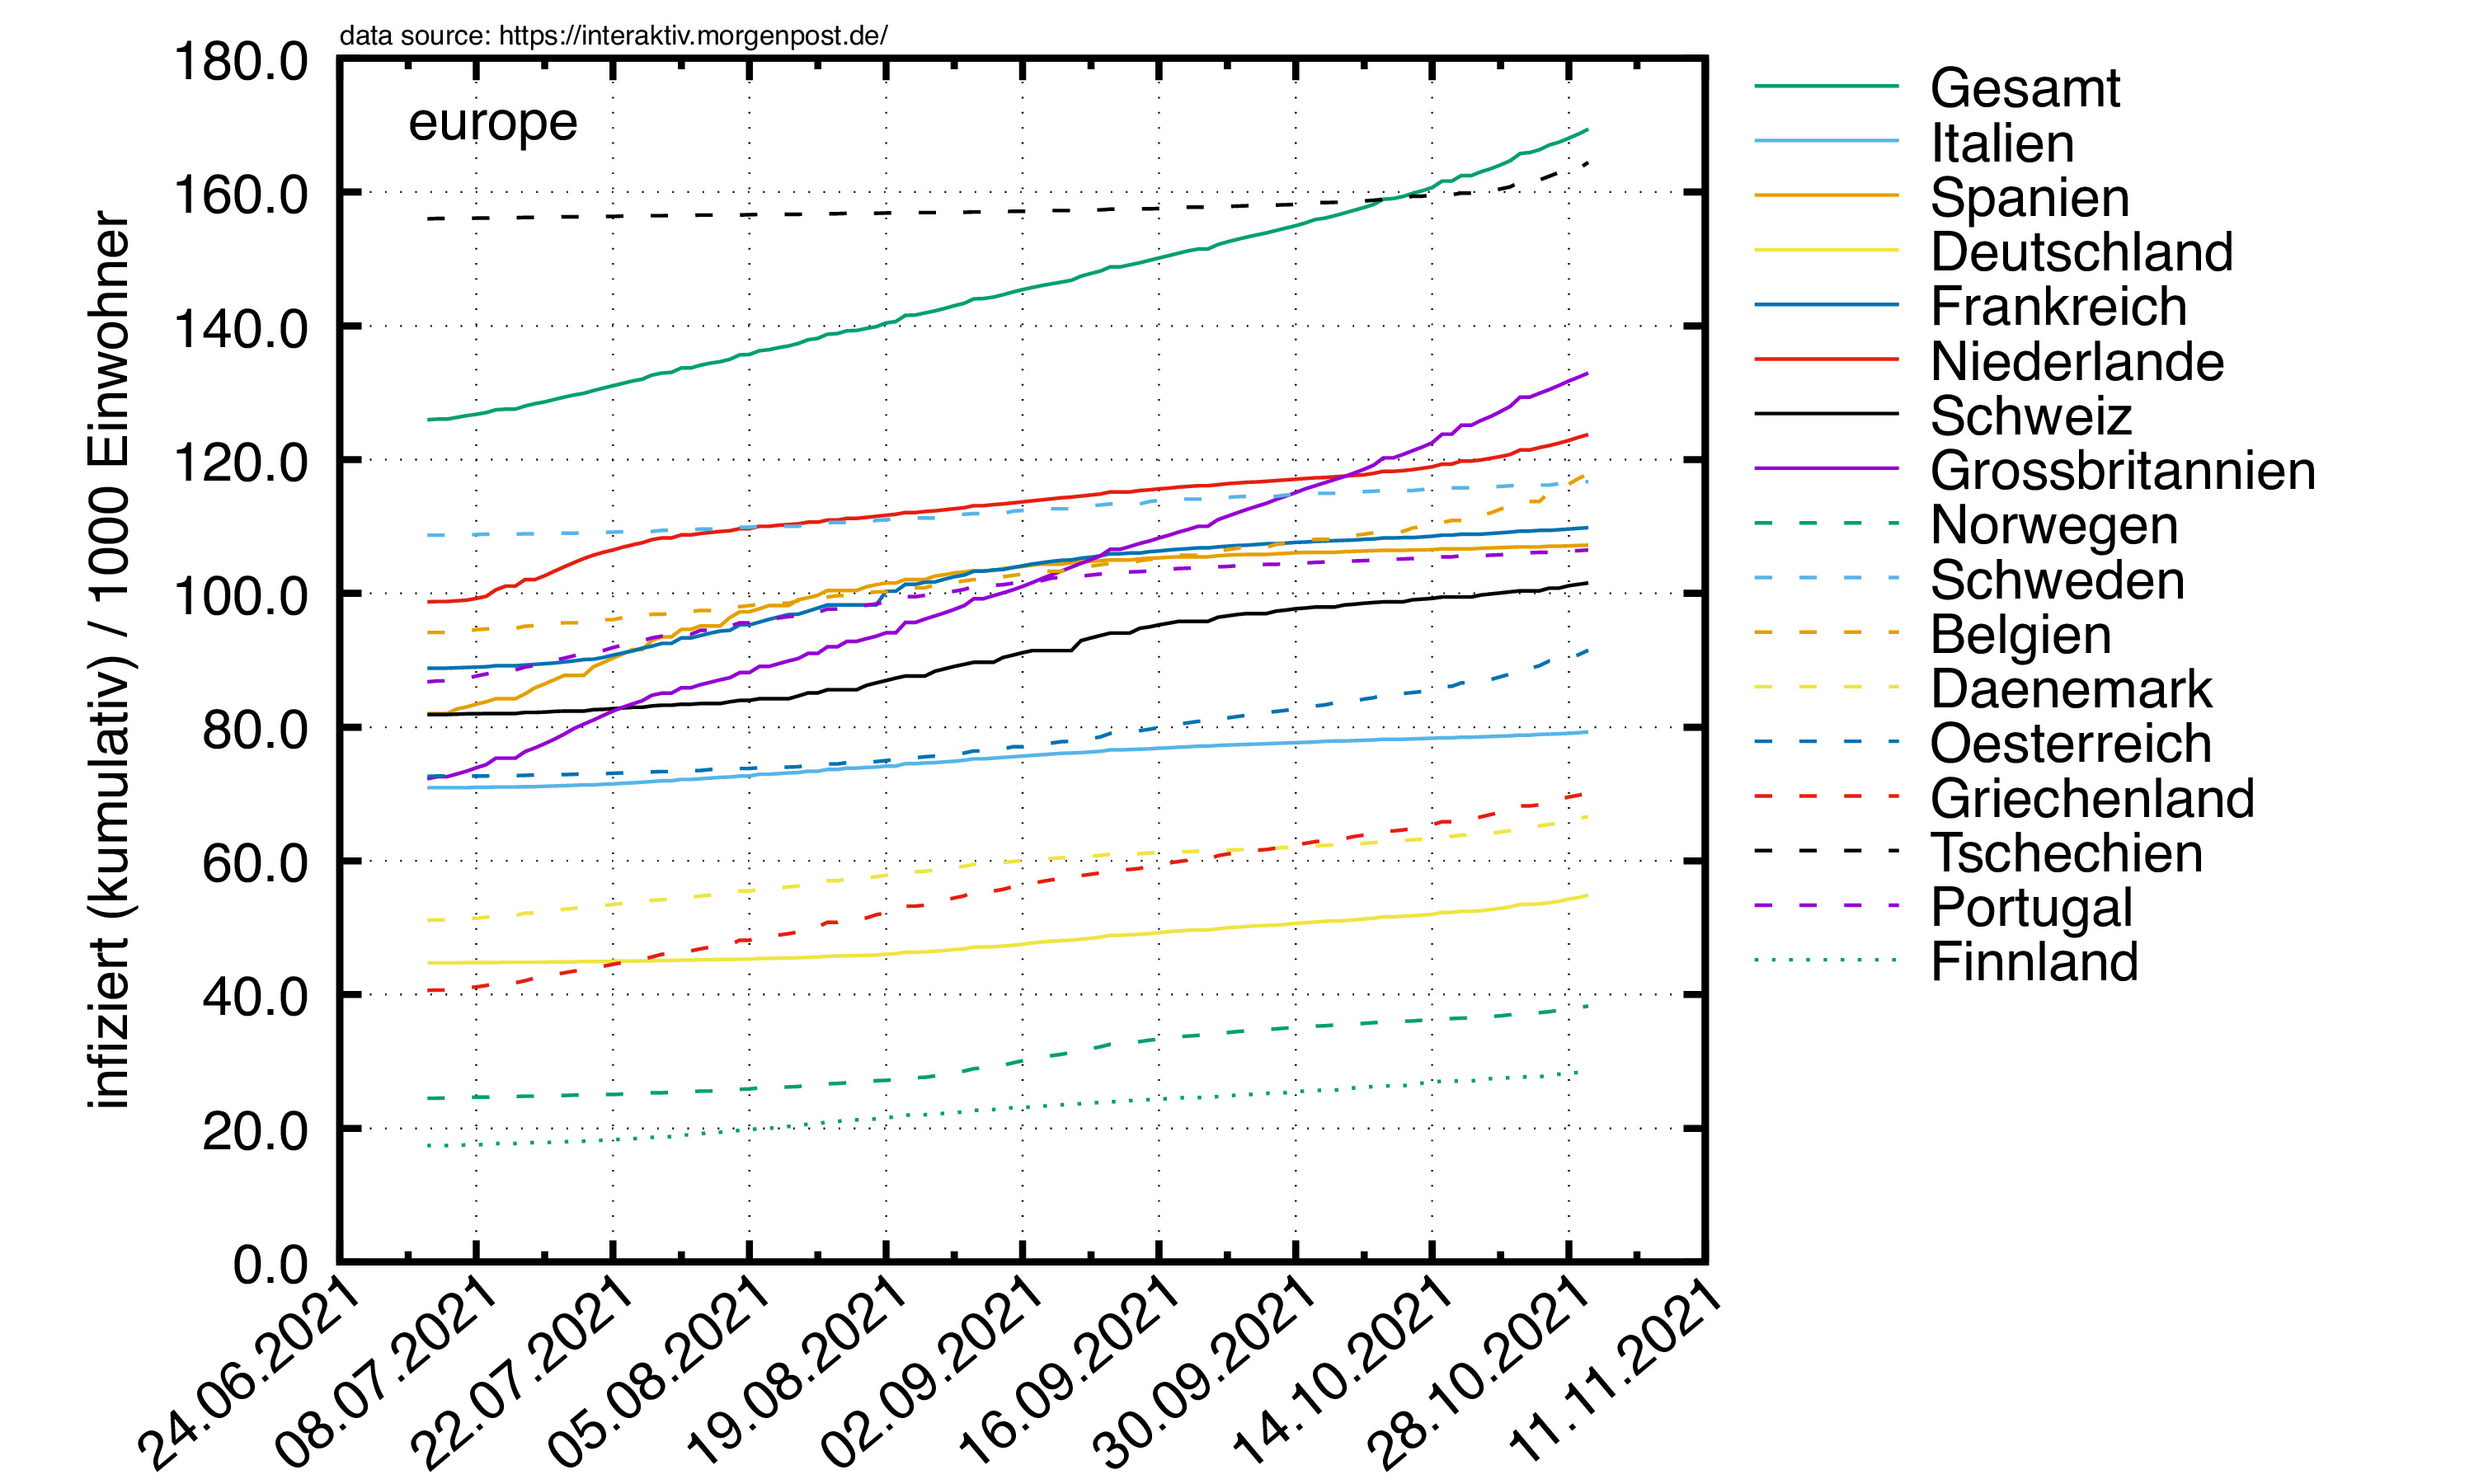 data source: https://interaktiv.morgenpost.de/
europe
infiziert (kumulativ) / 1000 Einwohner
180.0
160.0
140.0
120.0
100.0
80.0
60.0
40.0
20.0
0.0
24.06.2021
08.07.2021
22.07.2021
05.08.2021
19.08.2021
02.09.2021
16.09.2021
30.09.2021
14.10.2021
28.10.2021
11.11.2021
Gesamt
Italien
Spanien
Deutschland
Frankreich
Niederlande
Schweiz
Grossbritannien
Norwegen
Schweden
Belgien
Daenemark
Oesterreich
Griechenland
Tschechien
Portugal
Finnland